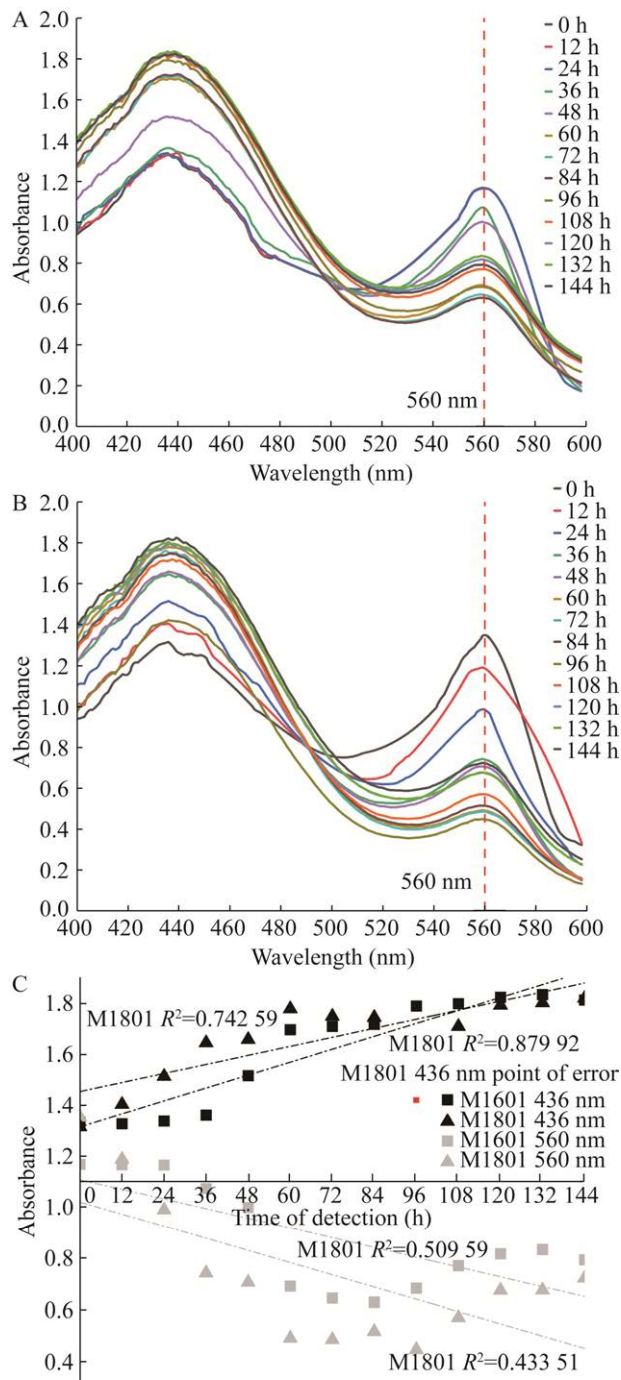 A
2.0
1.8
1.6
1.4
1.2
1.0
0.8
0.6
0.4
0.2
0.0
Absorbance
400 420 440 460 480 500 520 540 560 580 600
Wavelength (nm)
560 nm
0 h
12 h
24 h
36 h
48 h
60 h
72 h
84 h
96 h
108 h
120 h
132 h
144 h
B
2.0
1.8
1.6
1.4
1.2
1.0
0.8
0.6
0.4
0.2
0.0
Absorbance
400 420 440 460 480 500 520 540 560 580 600
Wavelength (nm)
560 nm
0 h
12 h
24 h
36 h
48 h
60 h
72 h
84 h
96 h
108 h
120 h
132 h
144 h
C
1.8
1.6
1.4
1.2
1.1
1.0
0.8
0.6
0.4
Absorbance
M1801 R²=0.742 59
M1801 R²=0.879 92
M1801 436 nm point of error
M1601 436 nm
M1801 436 nm
M1601 560 nm
M1801 560 nm
0 12 24 36 48 60 72 84 96 108 120 132 144
Time of detection (h)
M1801 R²=0.509 59
M1801 R²=0.433 51